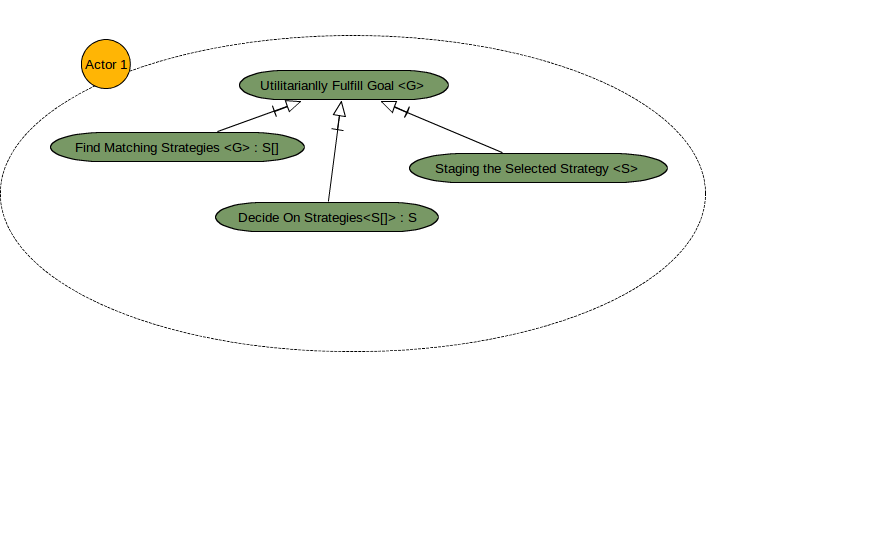 Actor 1
Utilitarianlly Fulfill Goal <G>
Find Matching Strategies <G> : S[]
Staging the Selected Strategy <S>
Decide On Strategies<S[]> : S